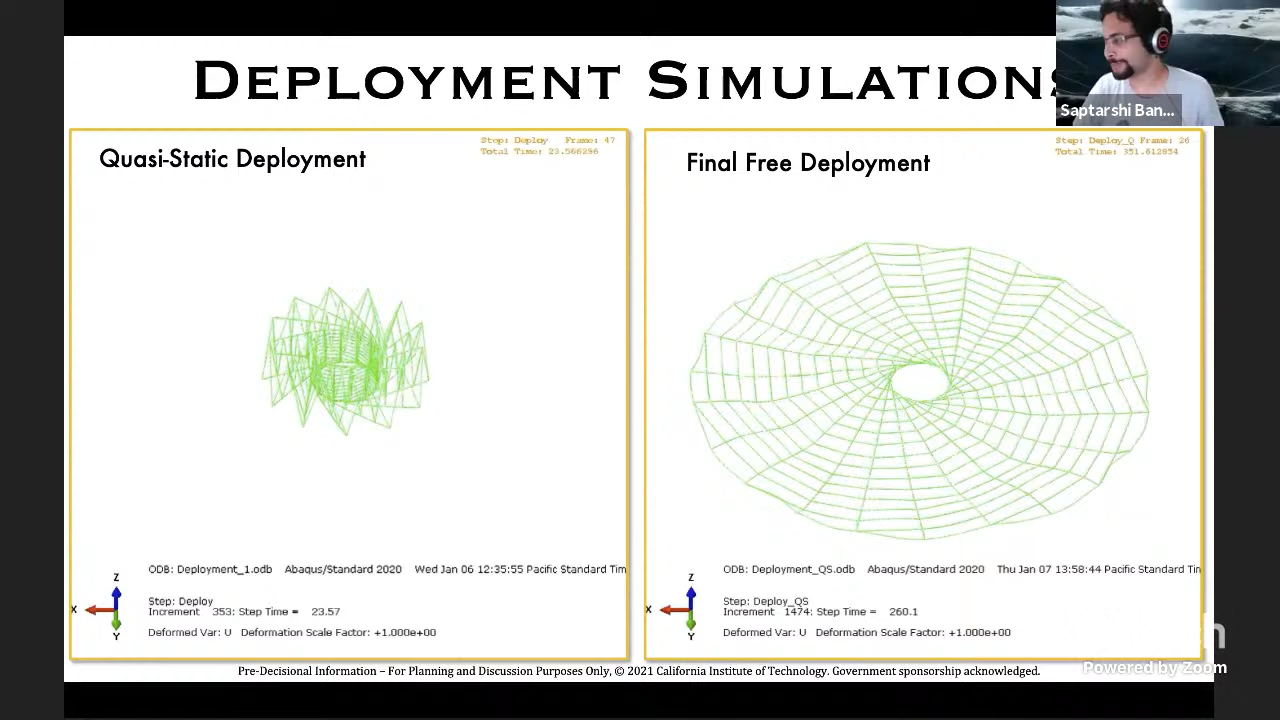 DEPLOYMENT SIMULATIONS
Saptarshi Ban...
Quasi-Static Deployment
Step: Deploy Frame: 47
Total Time: 23.566296
Z
X
Y
ODB: Deployment_1.odb Abaqus/Standard 2020 Wed Jan 06 12:35:55 Pacific Standard Tim
Step: Deploy
Increment 353: Step Time = 23.57
Deformed Var: U Deformation Scale Factor: +1.000e+00
Final Free Deployment
Step: Deploy_Q Frame: 26
Total Time: 351.612854
Z
X
Y
ODB: Deployment_QS.odb Abaqus/Standard 2020 Thu Jan 07 13:58:44 Pacific Standard Tin
Step: Deploy_QS
Increment 1474: Step Time = 260.1
Deformed Var: U Deformation Scale Factor: +1.000e+00
Pre-Decisional Information – For Planning and Discussion Purposes Only, © 2021 California Institute of Technology. Government sponsorship acknowledged.
Powered by Zoom